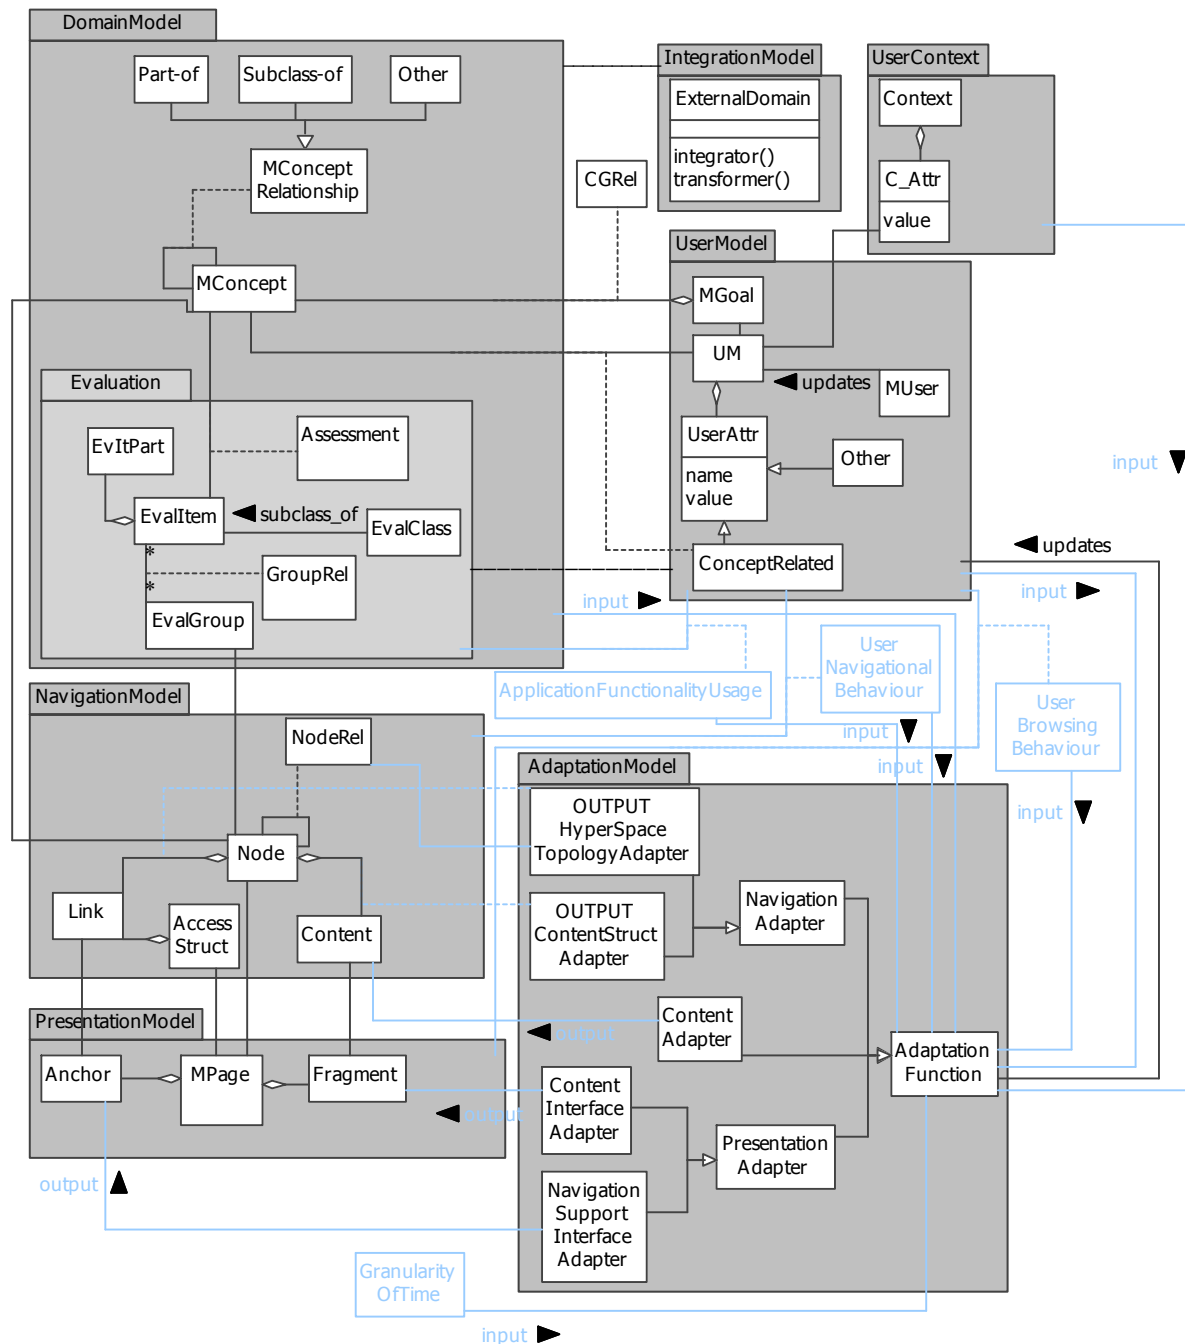 DomainModel
Part-of
Subclass-of
Other
MConcept
Relationship
MConcept
Evaluation
EvItPart
Assessment
EvalItem
subclass_of
EvalClass
*
*
GroupRel
EvalGroup
IntegrationModel
ExternalDomain
integrator()
transformer()
UserContext
Context
C_Attr
value
CGRel
UserModel
MGoal
UM
updates
MUser
UserAttr
name
value
Other
ConceptRelated
input
updates
input
input
ApplicationFunctionalityUsage
User
Navigational
Behaviour
User
Browsing
Behaviour
input
input
input
NavigationModel
NodeRel
Node
Link
Access
Struct
Content
PresentationModel
Anchor
MPage
Fragment
output
AdaptationModel
OUTPUT
HyperSpace
TopologyAdapter
OUTPUT
ContentStruct
Adapter
Navigation
Adapter
Content
Adapter
output
Adaptation
Function
output
Content
Interface
Adapter
Presentation
Adapter
Navigation
Support
Interface
Adapter
Granularity
OfTime
input